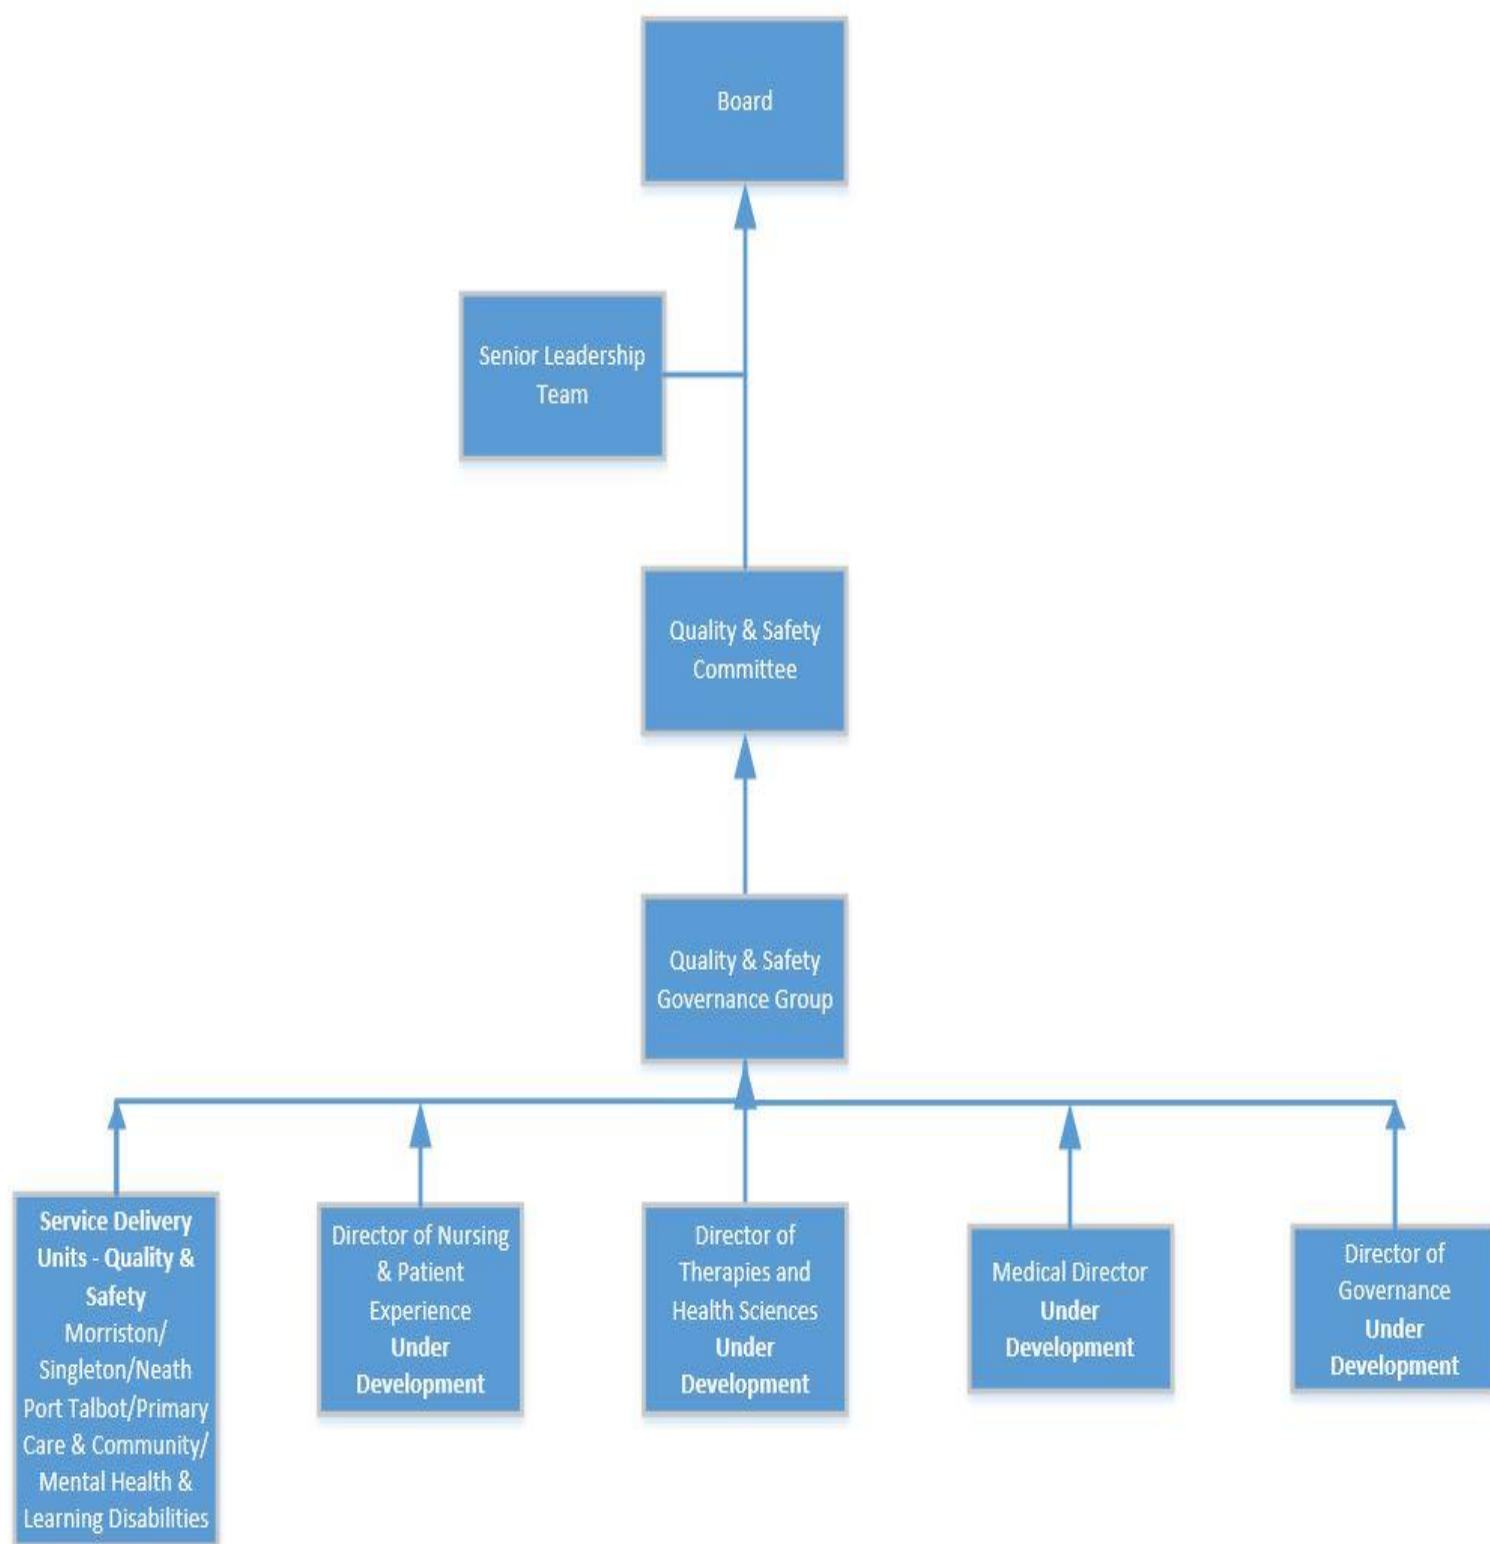 Board
Senior Leadership
Team
Quality & Safety
Committee
Quality & Safety
Governance Group
Service Delivery
Units - Quality &
Safety
Morriston/
Singleton/Neath
Port Talbot/Primary
Care & Community/
Mental Health &
Learning Disabilities
Director of Nursing
& Patient
Experience
Under
Development
Director of
Therapies and
Health Sciences
Under
Development
Medical Director
Under
Development
Director of
Governance
Under
Development